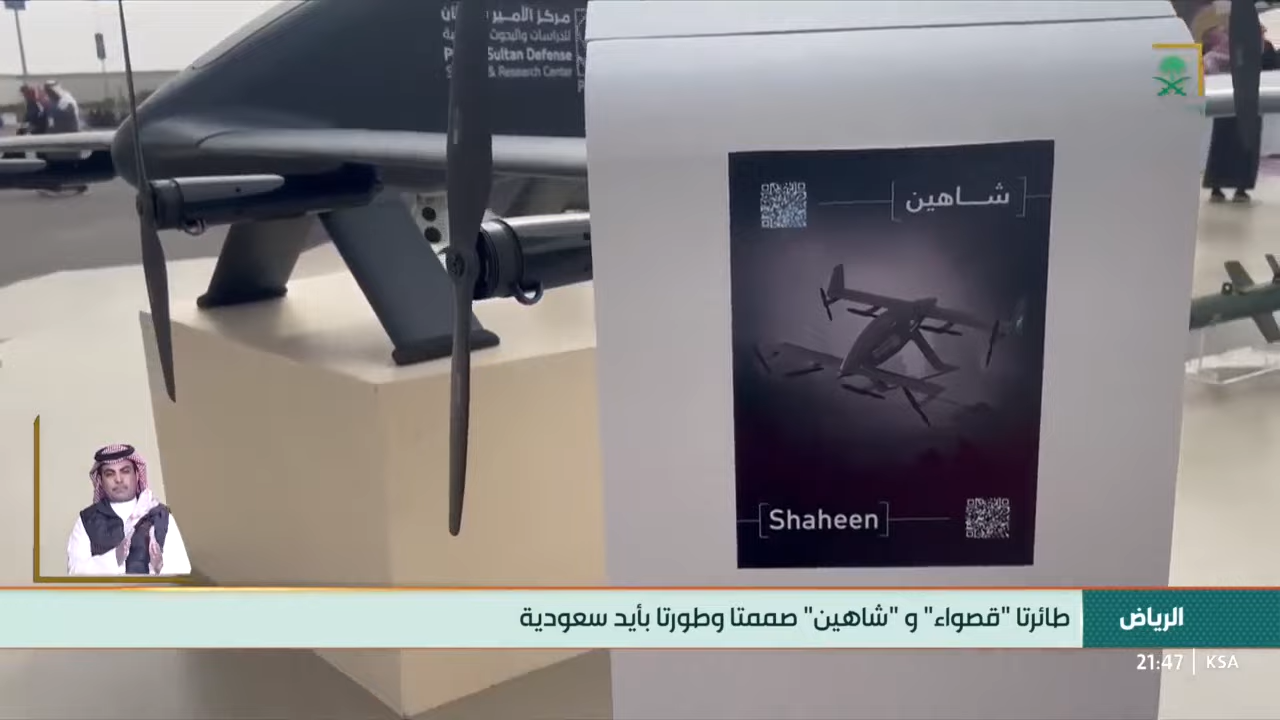 مركز الأمير
للدراسات والبحوث
Sultan Defense
& Research Center
شاهين
Shaheen
الرياض
طائرتا "قصواء" و "شاهين" صممتا وطورتا بأيد سعودية
21:47 | KSA